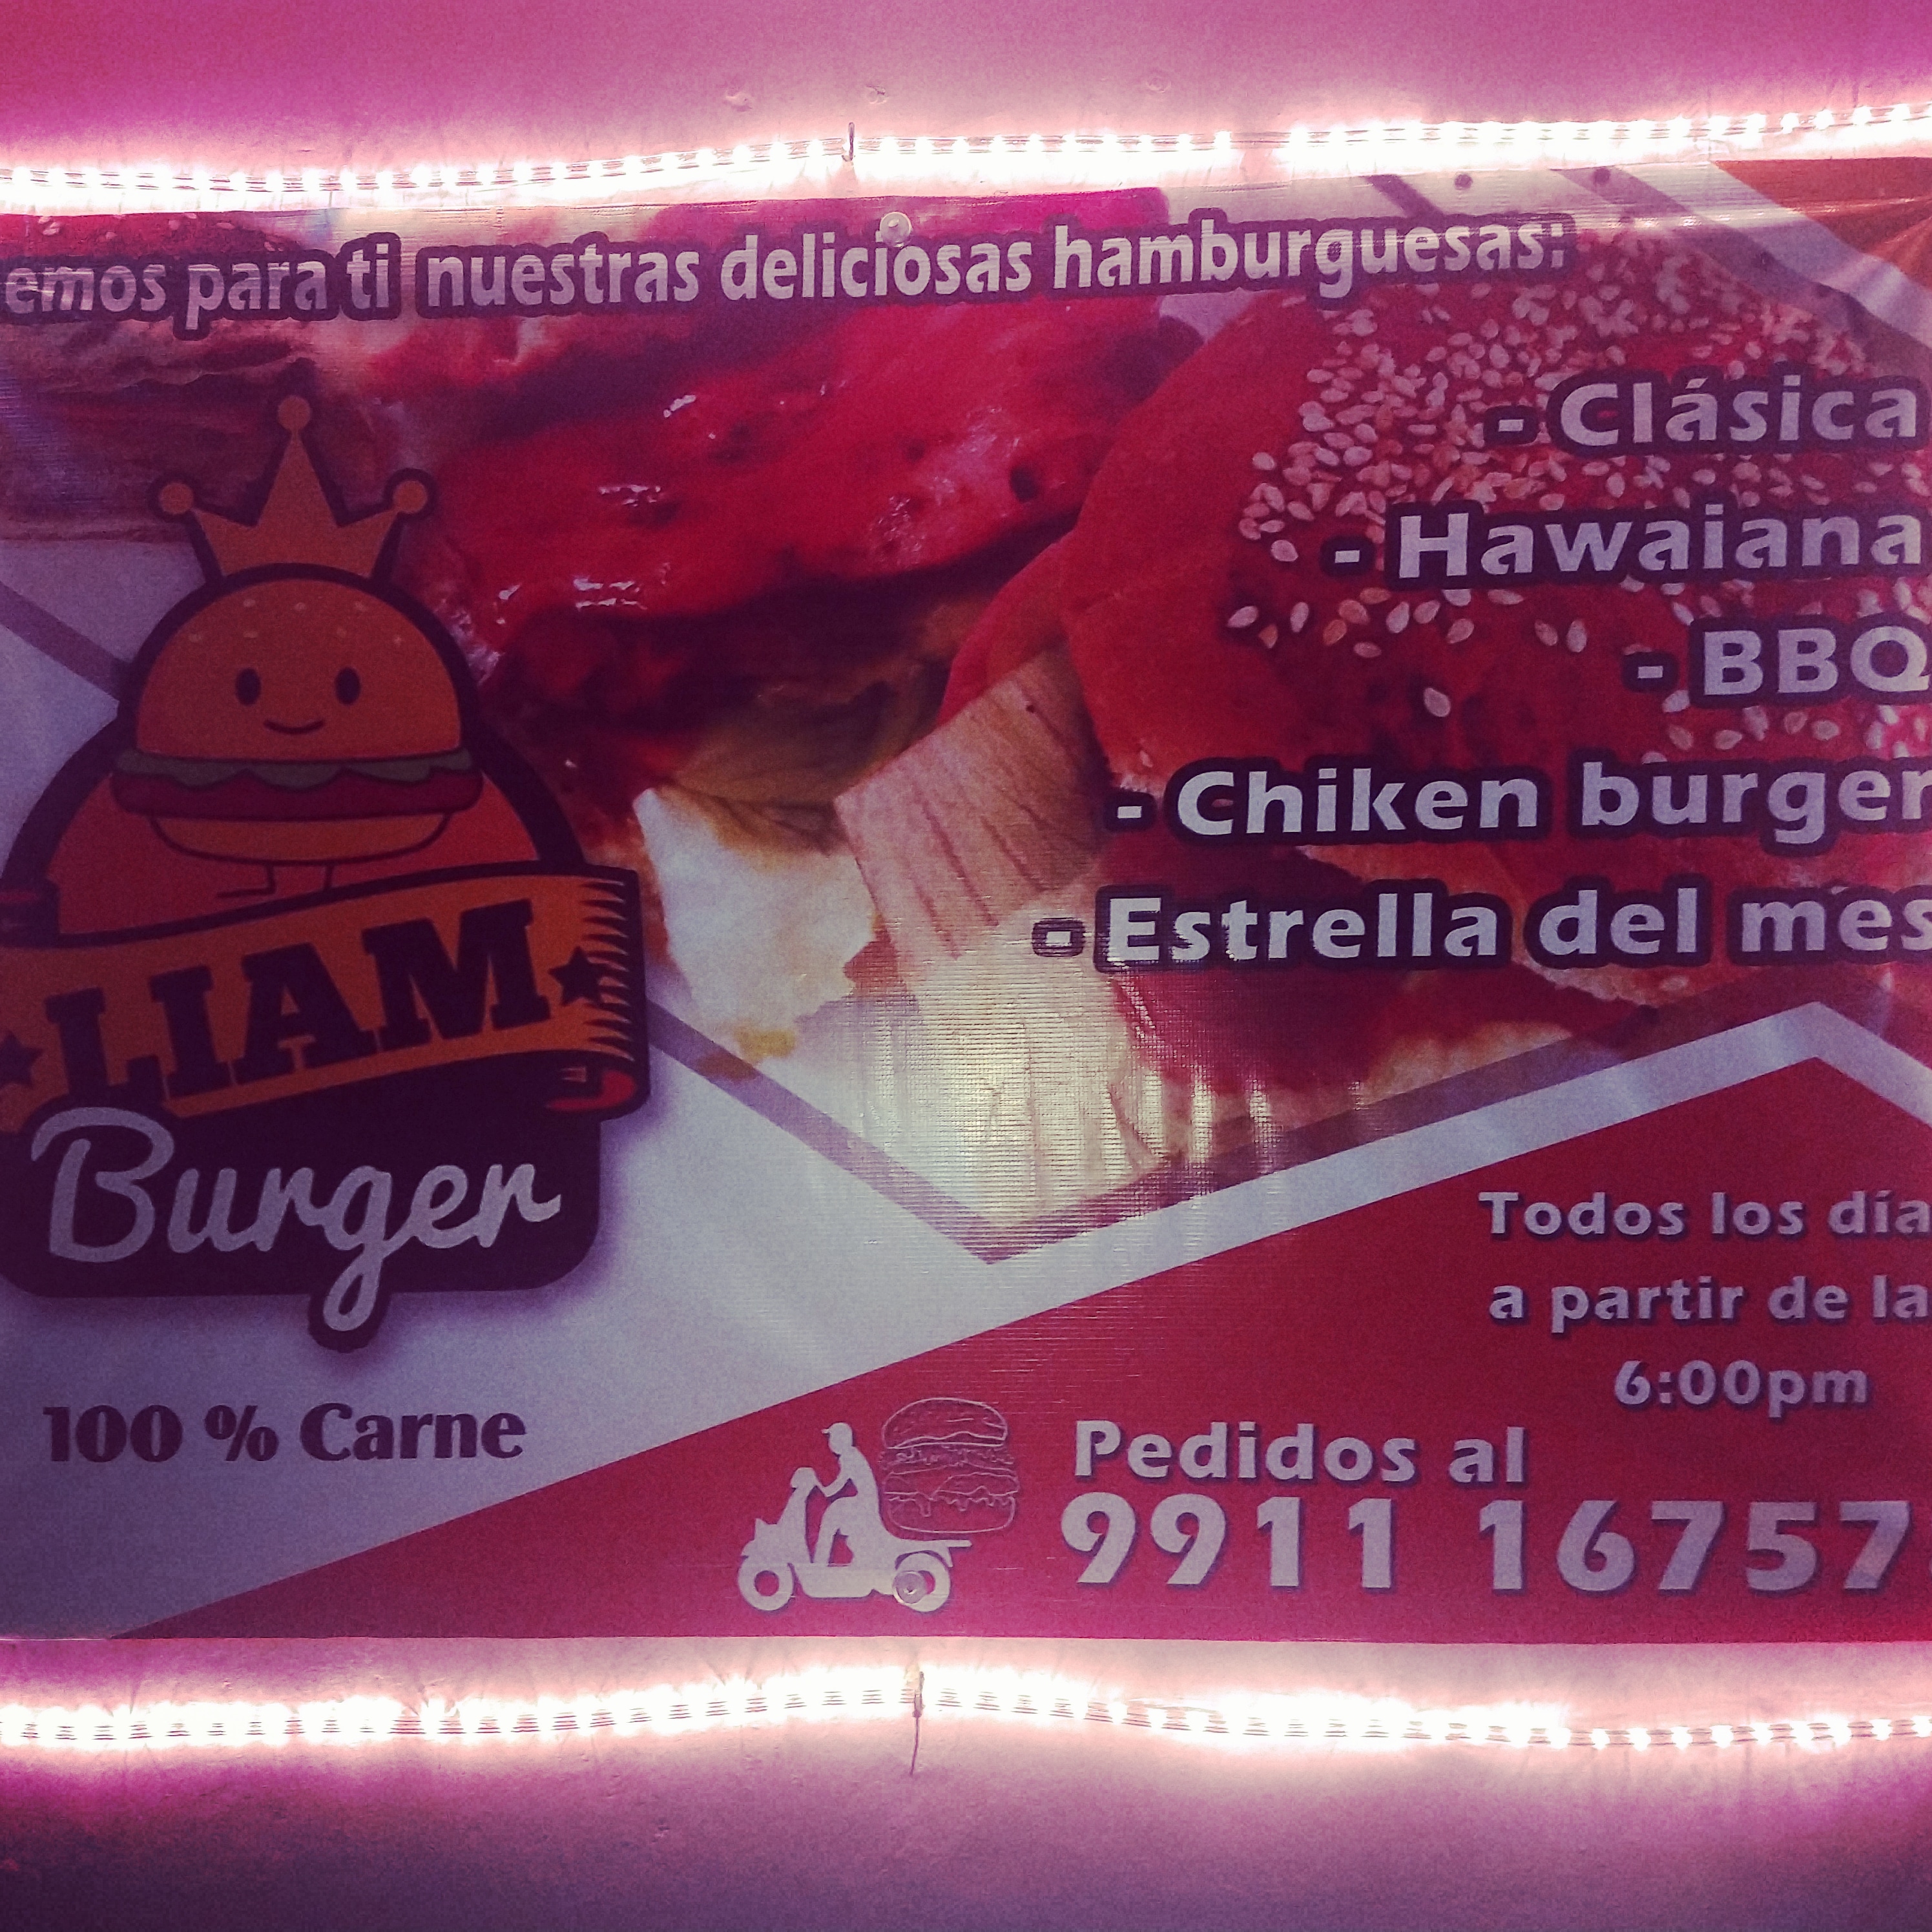 emos para ti nuestras deliciosas hamburguesas:
- Clásica
- Hawaiana
- BBQ
- Chiken burger
- Estrella del mes
LIAM
Burger
100 % Carne
Todos los día
a partir de la
6:00pm
Pedidos al
9911 16757